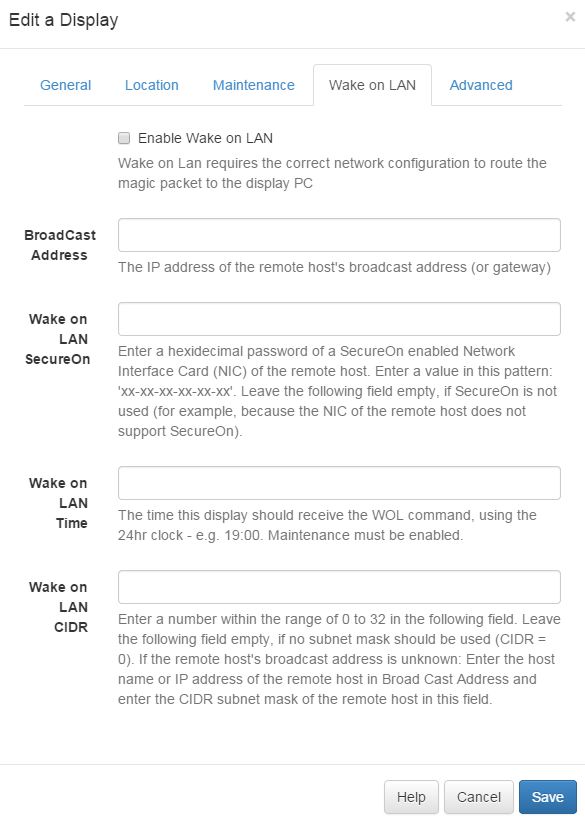 Edit a Display
×
General
Location
Maintenance
Wake on LAN
Advanced
Enable Wake on LAN
Wake on Lan requires the correct network configuration to route the
magic packet to the display PC
BroadCast
Address
The IP address of the remote host's broadcast address (or gateway)
Wake on
LAN
SecureOn
Enter a hexidecimal password of a SecureOn enabled Network
Interface Card (NIC) of the remote host. Enter a value in this pattern:
'xx-xx-xx-xx-xx-xx'. Leave the following field empty, if SecureOn is not
used (for example, because the NIC of the remote host does not
support SecureOn).
Wake on
LAN
Time
The time this display should receive the WOL command, using the
24hr clock - e.g. 19:00. Maintenance must be enabled.
Wake on
LAN
CIDR
Enter a number within the range of 0 to 32 in the following field. Leave
the following field empty, if no subnet mask should be used (CIDR =
0). If the remote host's broadcast address is unknown: Enter the host
name or IP address of the remote host in Broad Cast Address and
enter the CIDR subnet mask of the remote host in this field.
Help
Cancel
Save